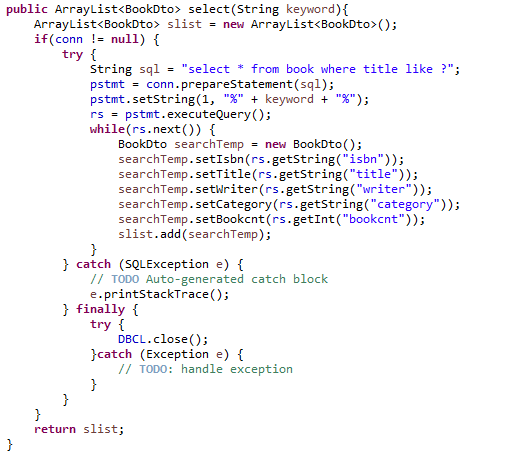 public ArrayList<BookDto> select(String keyword){
    ArrayList<BookDto> slist = new ArrayList<BookDto>();
    if(conn != null) {
        try {
            String sql = "select * from book where title like ?";
            pstmt = conn.prepareStatement(sql);
            pstmt.setString(1, "%" + keyword + "%");
            rs = pstmt.executeQuery();
            while(rs.next()) {
                BookDto searchTemp = new BookDto();
                searchTemp.setIsbn(rs.getString("isbn"));
                searchTemp.setTitle(rs.getString("title"));
                searchTemp.setWriter(rs.getString("writer"));
                searchTemp.setCategory(rs.getString("category"));
                searchTemp.setBookcnt(rs.getInt("bookcnt"));
                slist.add(searchTemp);
            }
        } catch (SQLException e) {
            // TODO Auto-generated catch block
            e.printStackTrace();
        } finally {
            try {
                DBCL.close();
            }catch (Exception e) {
                // TODO: handle exception
            }
        }
    }
    return slist;
}